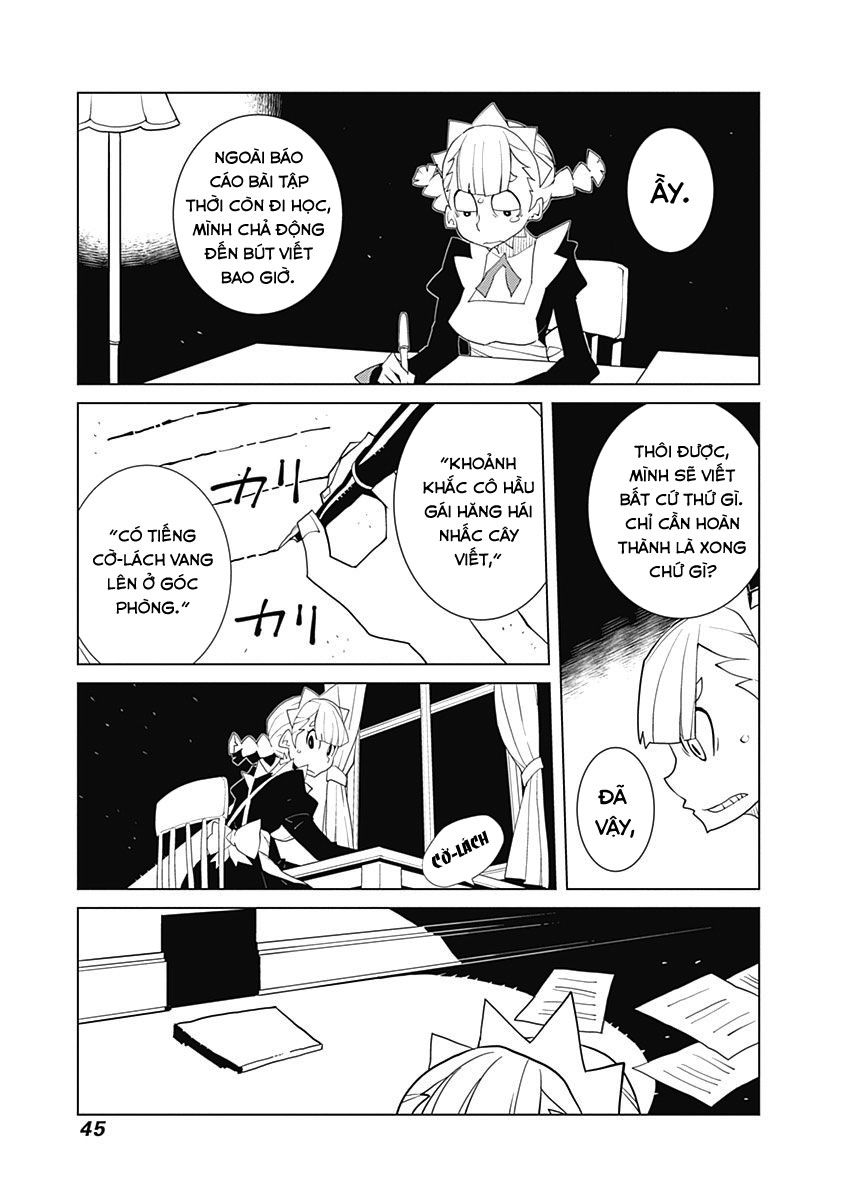 ẦY.
NGOÀI BÁO
CÁO BÀI TẬP
THỜI CÒN ĐI HỌC,
MÌNH CHẢ ĐỘNG
ĐẾN BÚT VIẾT
BAO GIỜ.
THÔI ĐƯỢC,
MÌNH SẼ VIẾT
BẤT CỨ THỨ GÌ.
CHỈ CẦN HOÀN
THÀNH LÀ XONG
CHỨ GÌ?
ĐÃ
VẬY,
"KHOẢNH
KHẮC CÔ HẦU
GÁI HĂNG HÁI
NHẤC CÂY
VIẾT,"
カリ
カリ
"CÓ TIẾNG
CỜ-LÁCH VANG
LÊN Ở GÓC
PHÒNG."
CỜ-LÁCH
45